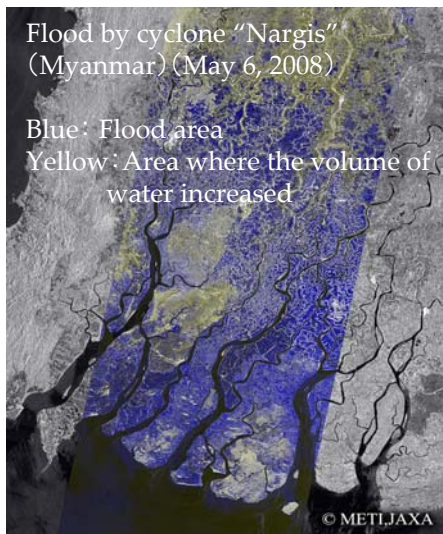 Flood by cyclone “Nargis”
(Myanmar)(May 6, 2008)
Blue: Flood area
Yellow:Area where the volume of
water increased
© METI,JAXA